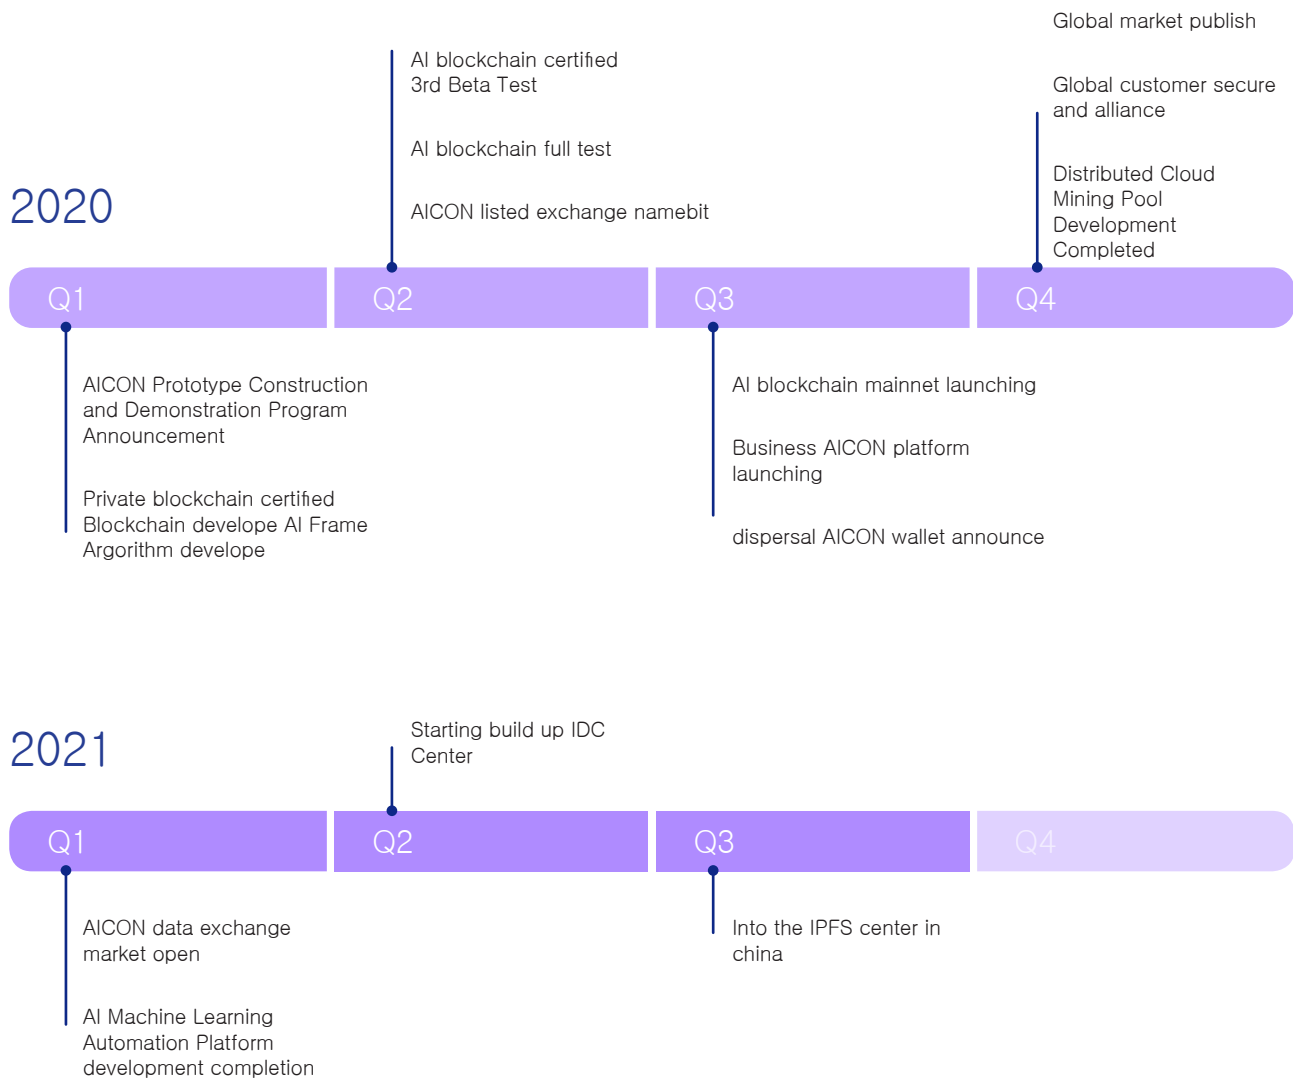 Global market publish
Global customer secure
and alliance
Distributed Cloud
Mining Pool
Development
Completed
AI blockchain certified
3rd Beta Test
AI blockchain full test
AICON listed exchange namebit
2020
Q1
Q2
Q3
Q4
AICON Prototype Construction
and Demonstration Program
Announcement
Private blockchain certified
Blockchain develope AI Frame
Argorithm develope
AI blockchain mainnet launching
Business AICON platform
launching
dispersal AICON wallet announce
2021
Starting build up IDC
Center
Q1
Q2
Q3
Q4
AICON data exchange
market open
AI Machine Learning
Automation Platform
development completion
Into the IPFS center in
china